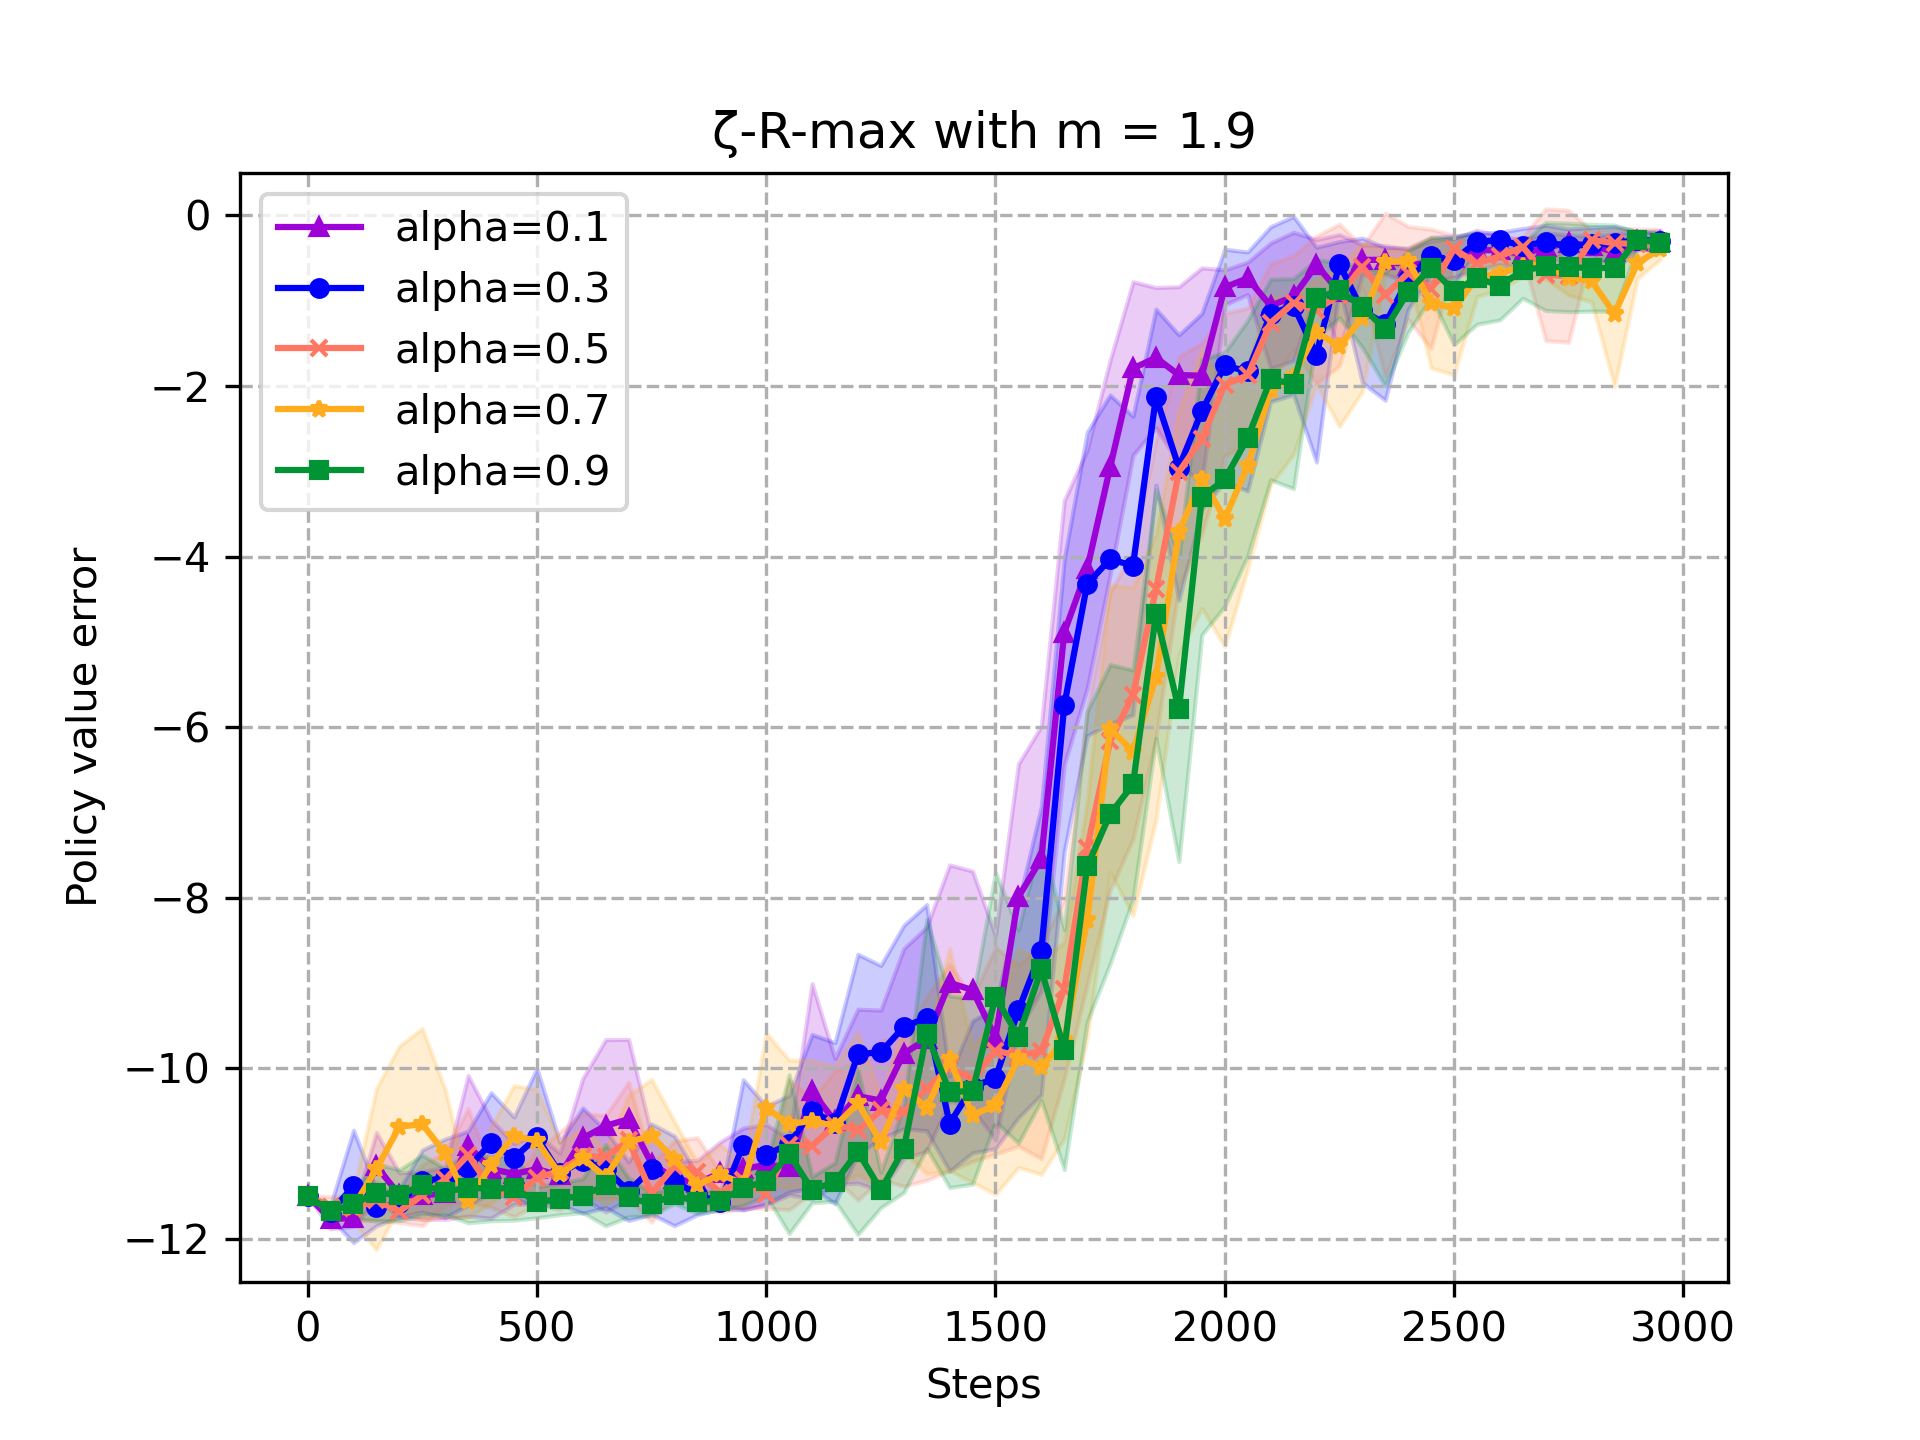 ζ-R-max with m = 1.9
alpha=0.1
alpha=0.3
alpha=0.5
alpha=0.7
alpha=0.9
Policy value error
0
−2
−4
−6
−8
−10
−12
0 500 1000 1500 2000 2500 3000
Steps